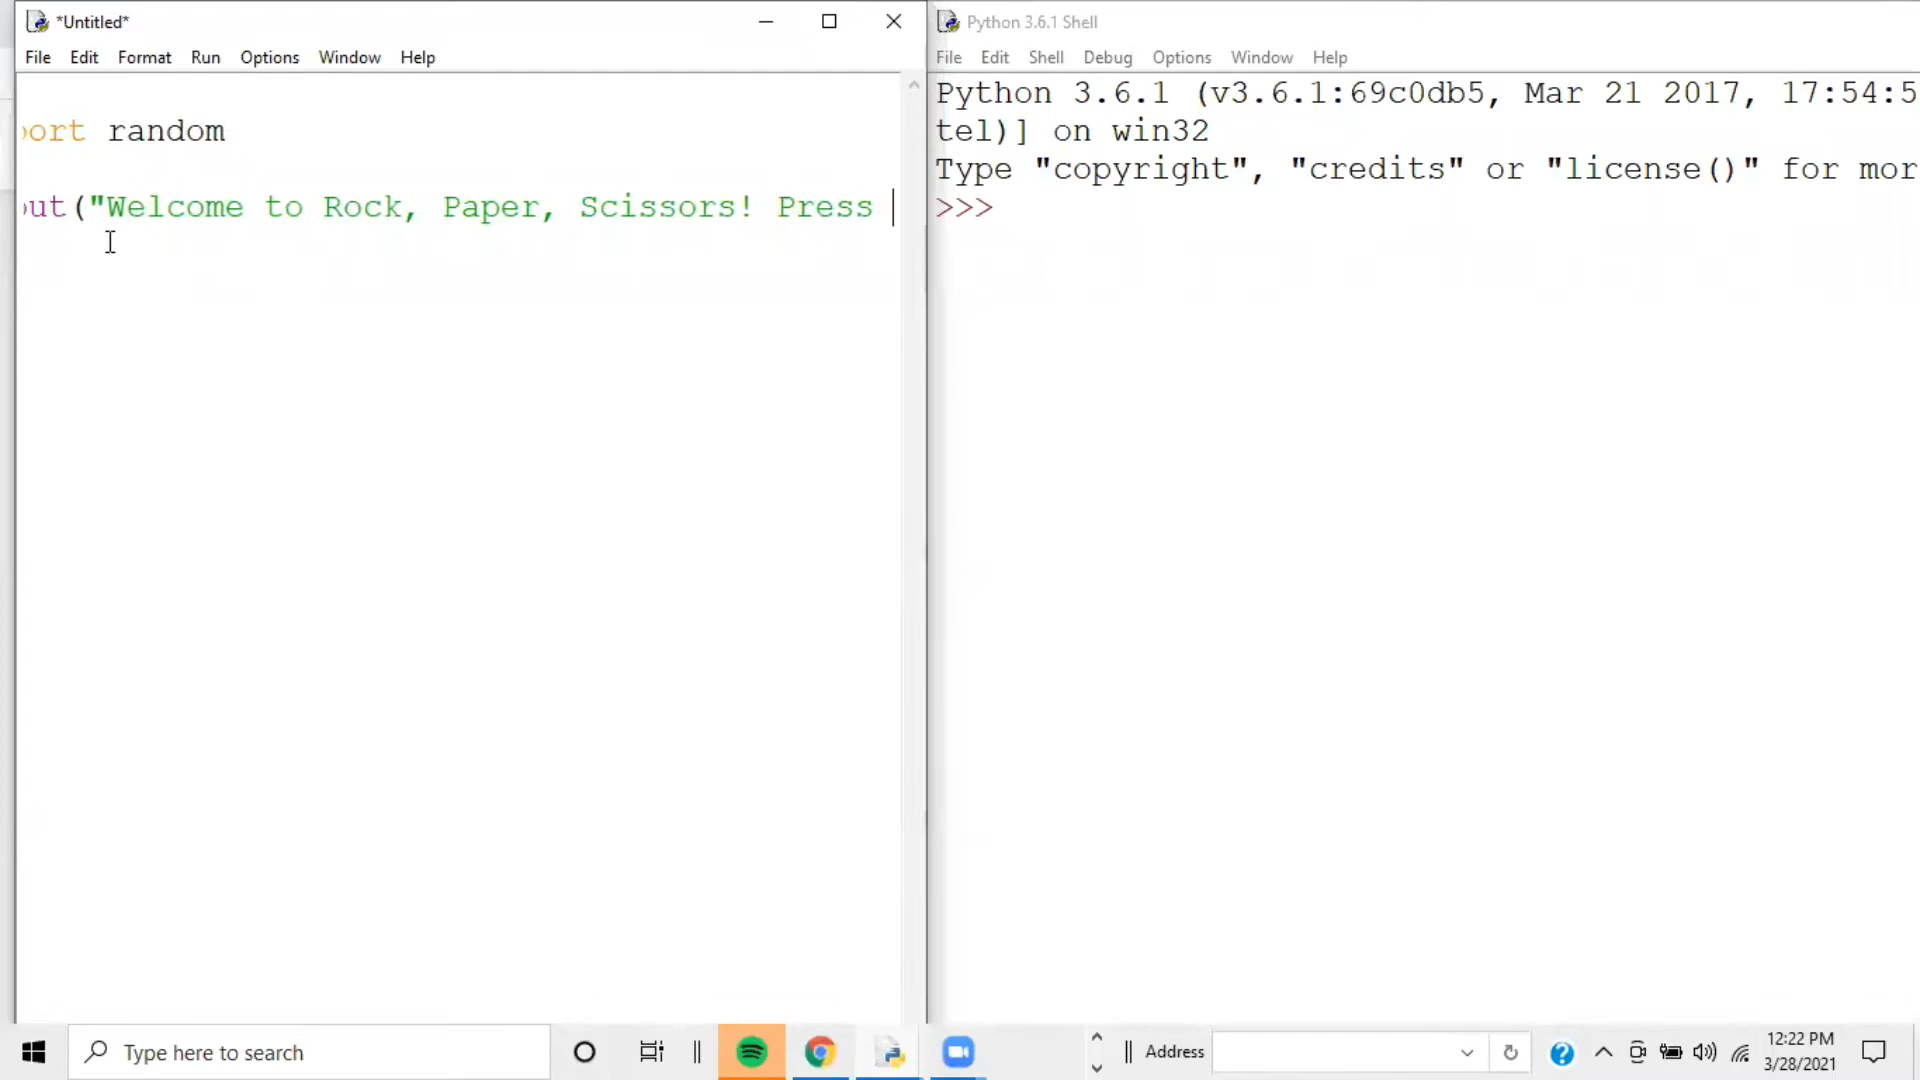 *Untitled*
File Edit Format Run Options Window Help
ort random
ut("Welcome to Rock, Paper, Scissors! Press
Python 3.6.1 Shell
File Edit Shell Debug Options Window Help
Python 3.6.1 (v3.6.1:69c0db5, Mar 21 2017, 17:54:5
tel)] on win32
Type "copyright", "credits" or "license()" for mor
>>>
Type here to search
Address
12:22 PM
3/28/2021